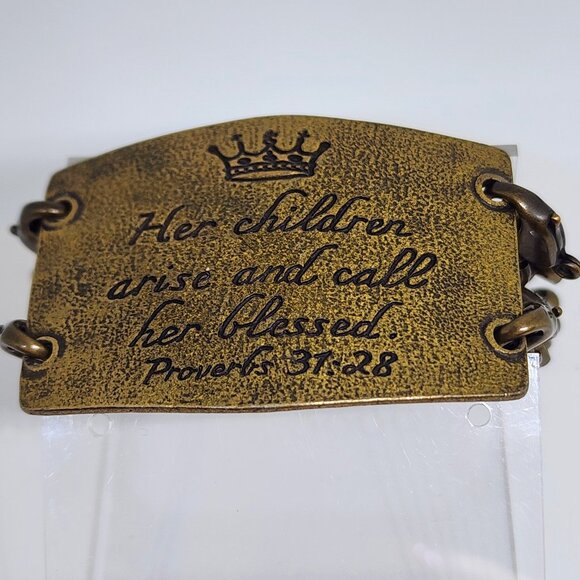 Her children
arise and call
her blessed.
Proverbs 31:28